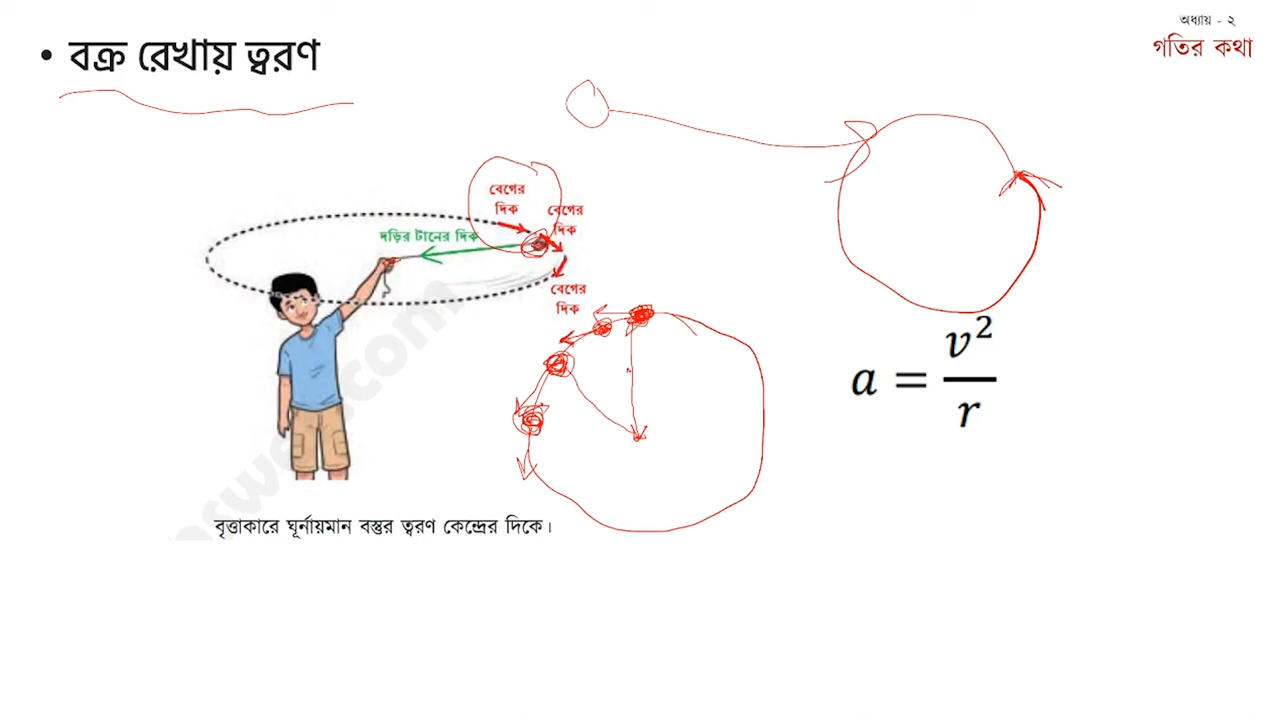 অধ্যায় - ২
গতির কথা
• বক্র রেখায় ত্বরণ
বেগের
দিক
বেগের
দিক
দড়ির টানের দিক
বেগের
দিক
a = v²/r
বৃত্তাকারে ঘূর্নায়মান বস্তুর ত্বরণ কেন্দ্রের দিকে।